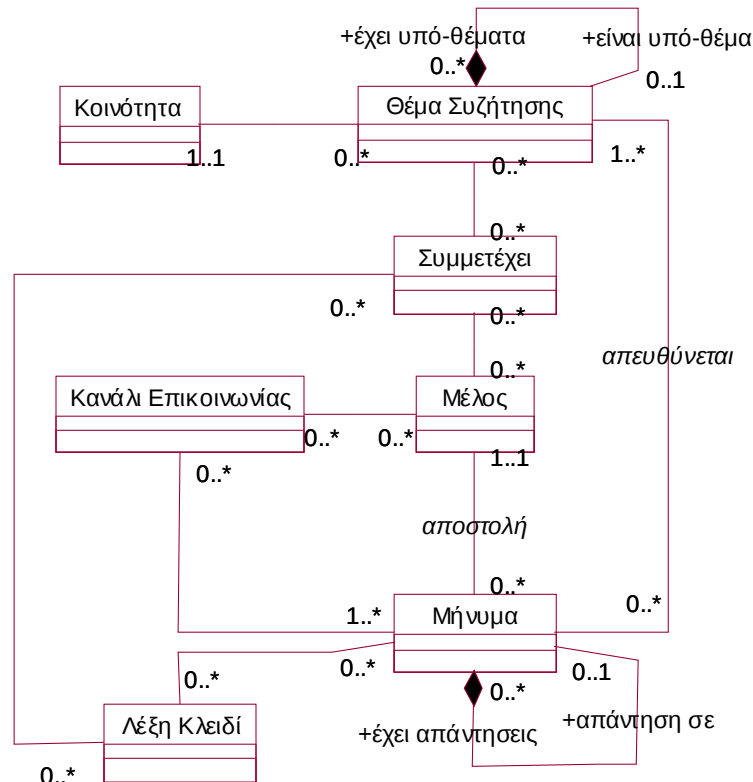 +έχει υπό-θέματα
+είναι υπό-θέμα
0..*
0..1
Κοινότητα
Θέμα Συζήτησης
1..1
0..*
0..*
1..*
0..*
Συμμετέχει
0..*
0..*
απευθύνεται
0..*
Κανάλι Επικοινωνίας
Μέλος
0..*
0..*
0..*
1..1
αποστολή
0..*
1..*
Μήνυμα
0..*
0..*
0..*
0..*
0..1
Λέξη Κλειδί
+έχει απάντησεις
+απάντηση σε
0..*